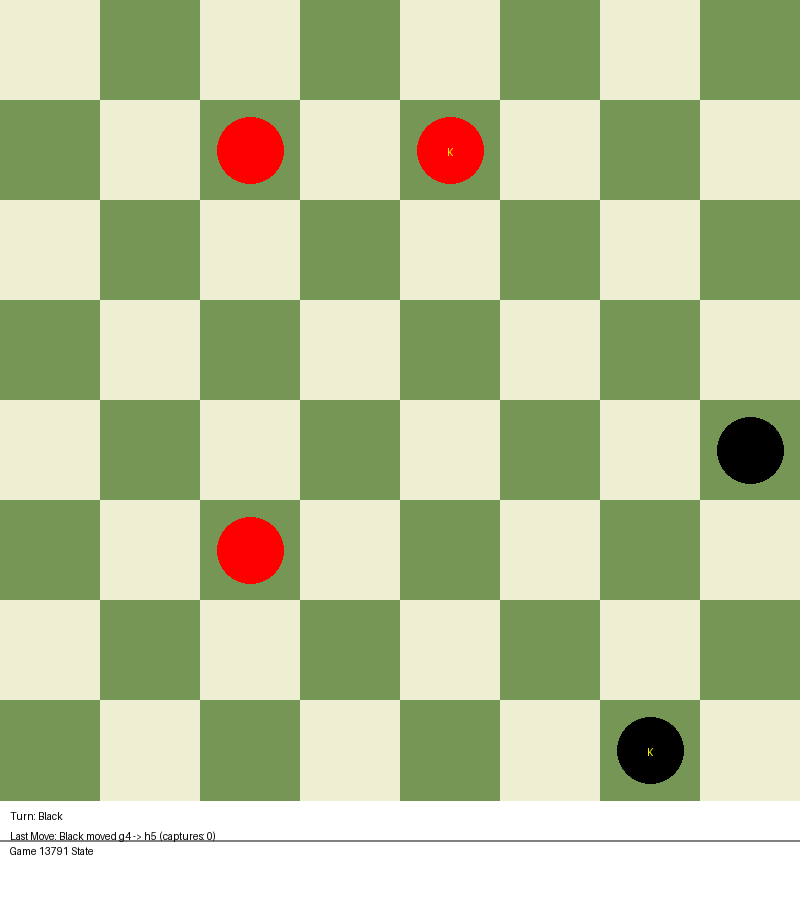 K
K
Turn: Black
Last Move: Black moved g4 -> h5 (captures: 0)
Game 13791 State